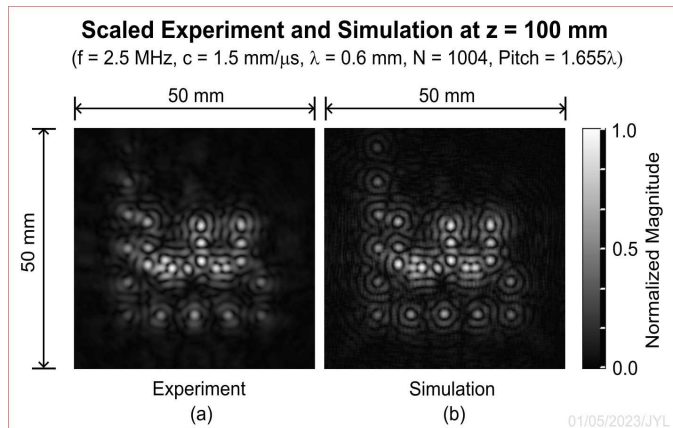 Scaled Experiment and Simulation at z = 100 mm
(f = 2.5 MHz, c = 1.5 mm/μs, λ = 0.6 mm, N = 1004, Pitch = 1.655λ)
50 mm
50 mm
50 mm
1.0
0.5
0.0
Normalized Magnitude
Experiment
Simulation
(a)
(b)
01/05/2023/JYL